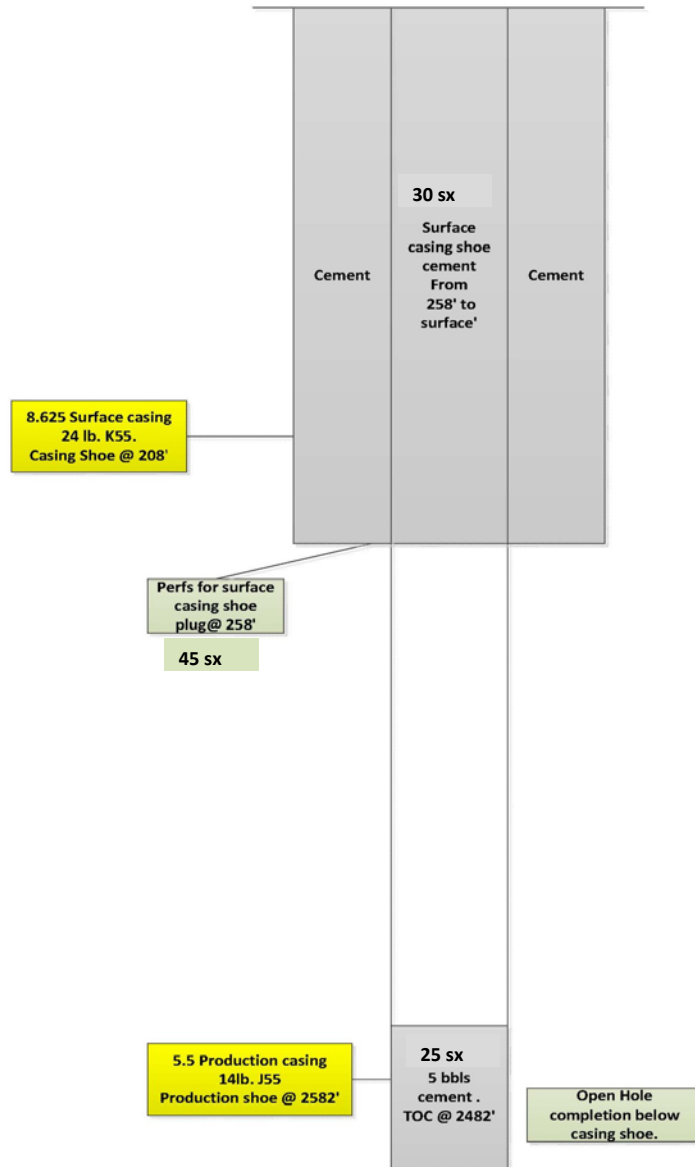 30 sx
Surface
casing shoe
cement
From
258' to
surface'
Cement
Cement
8.625 Surface casing
24 lb. K55.
Casing Shoe @ 208'
Perfs for surface
casing shoe
plug@ 258'
45 sx
25 sx
5 bbls
cement .
TOC @ 2482'
5.5 Production casing
14lb. J55
Production shoe @ 2582'
Open Hole
completion below
casing shoe.